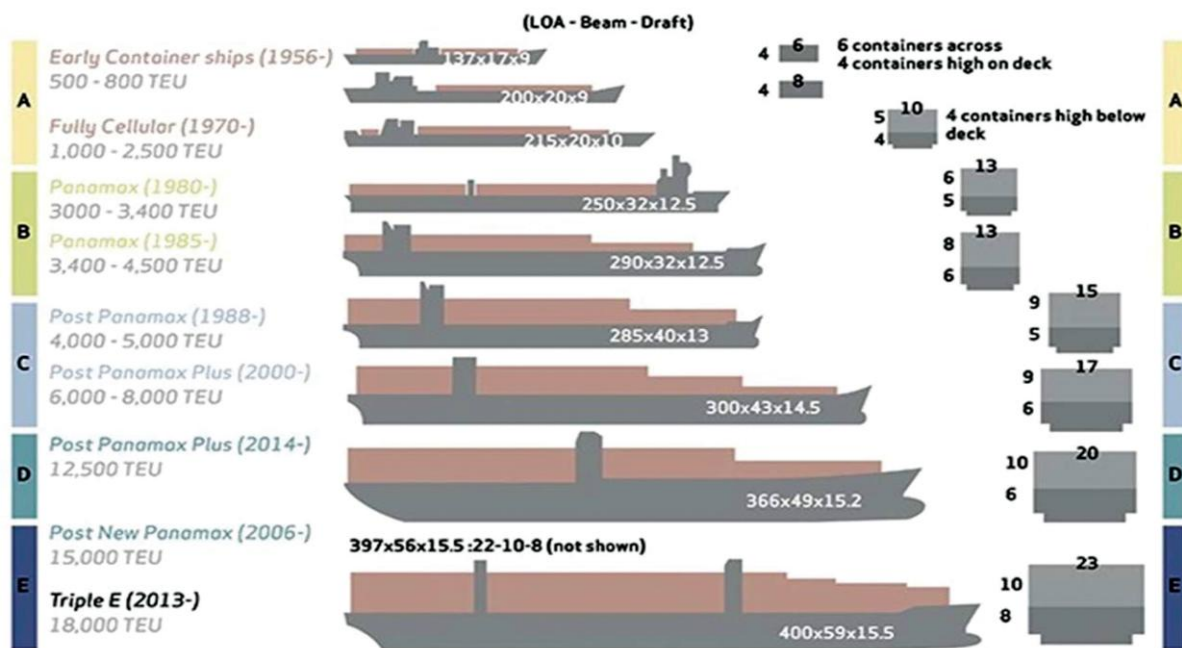 (LOA - Beam - Draft)
A
Early Container ships (1956-)
500 - 800 TEU
137x17x9
200x20x9
6
4
6 containers across
4 containers high on deck
8
4
A
Fully Cellular (1970-)
1,000 - 2,500 TEU
215x20x10
10
5
4
4 containers high below
deck
B
Panamax (1980-)
3000 - 3,400 TEU
250x32x12.5
13
6
5
B
Panamax (1985-)
3,400 - 4,500 TEU
290x32x12.5
13
8
6
C
Post Panamax (1988-)
4,000 - 5,000 TEU
285x40x13
15
9
5
C
Post Panamax Plus (2000-)
6,000 - 8,000 TEU
300x43x14.5
17
9
6
D
Post Panamax Plus (2014-)
12,500 TEU
366x49x15.2
20
10
6
D
E
Post New Panamax (2006-)
15,000 TEU
397x56x15.5 :22-10-8 (not shown)
Triple E (2013-)
18,000 TEU
400x59x15.5
23
10
8
E